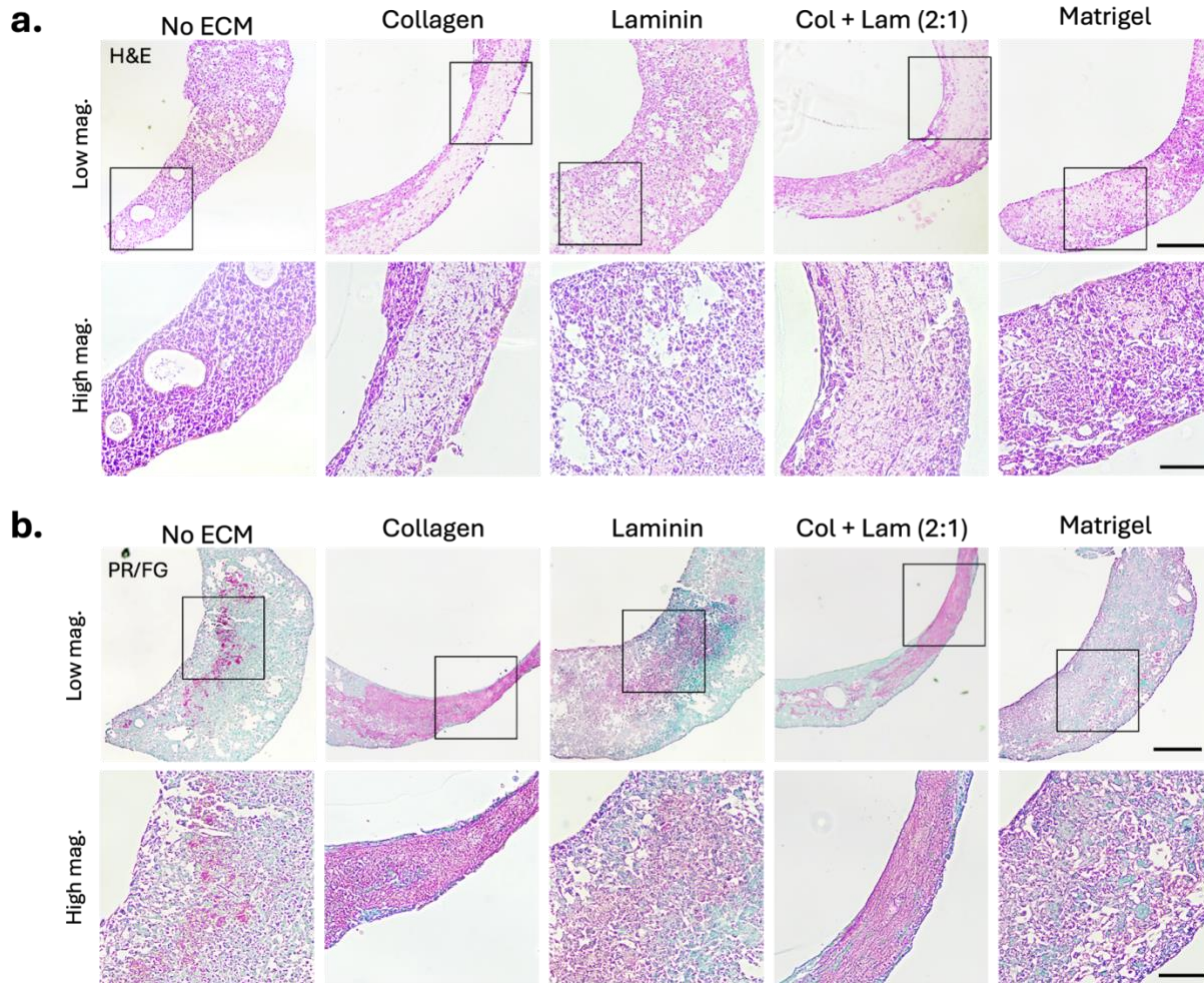 a.
No ECM Collagen Laminin Col + Lam (2:1) Matrigel
H&E
Low mag.
High mag.
b.
No ECM Collagen Laminin Col + Lam (2:1) Matrigel
PR/FG
Low mag.
High mag.